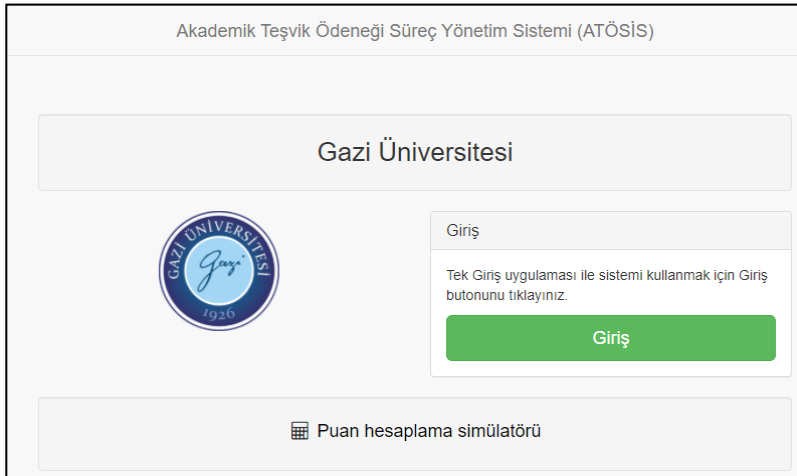 Akademik Teşvik Ödeneği Süreç Yönetim Sistemi (ATÖSİS)
Gazi Üniversitesi
GAZİ ÜNİVERSİTESİ
Gazi
1926
Giriş
Tek Giriş uygulaması ile sistemi kullanmak için Giriş
butonunu tıklayınız.
Giriş
Puan hesaplama simülatörü